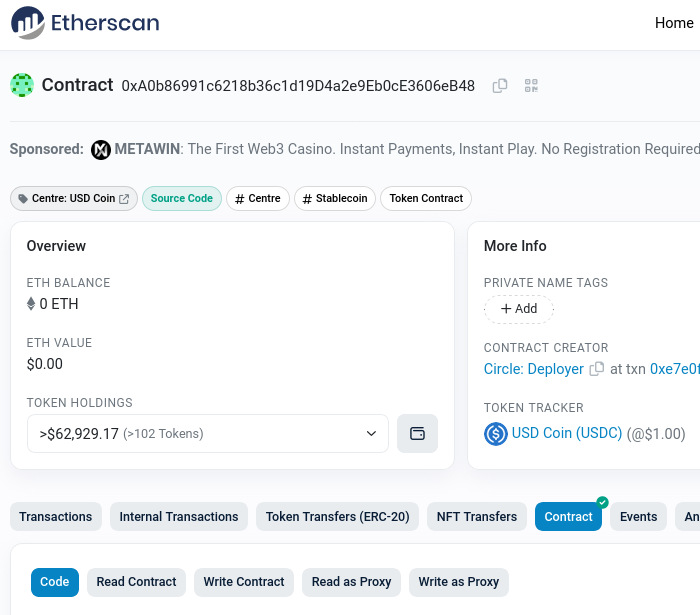 Etherscan
Home
Contract 0xA0b86991c6218b36c1d19D4a2e9Eb0cE3606eB48
Sponsored: METAWIN: The First Web3 Casino. Instant Payments, Instant Play. No Registration Required
Centre: USD Coin Source Code # Centre # Stablecoin Token Contract
Overview
ETH BALANCE
0 ETH
ETH VALUE
$0.00
TOKEN HOLDINGS
>$62,929.17 (>102 Tokens)
More Info
PRIVATE NAME TAGS
+ Add
CONTRACT CREATOR
Circle: Deployer at txn 0xe7e0f
TOKEN TRACKER
USD Coin (USDC) (@$1.00)
Transactions Internal Transactions Token Transfers (ERC-20) NFT Transfers Contract Events An
Code Read Contract Write Contract Read as Proxy Write as Proxy